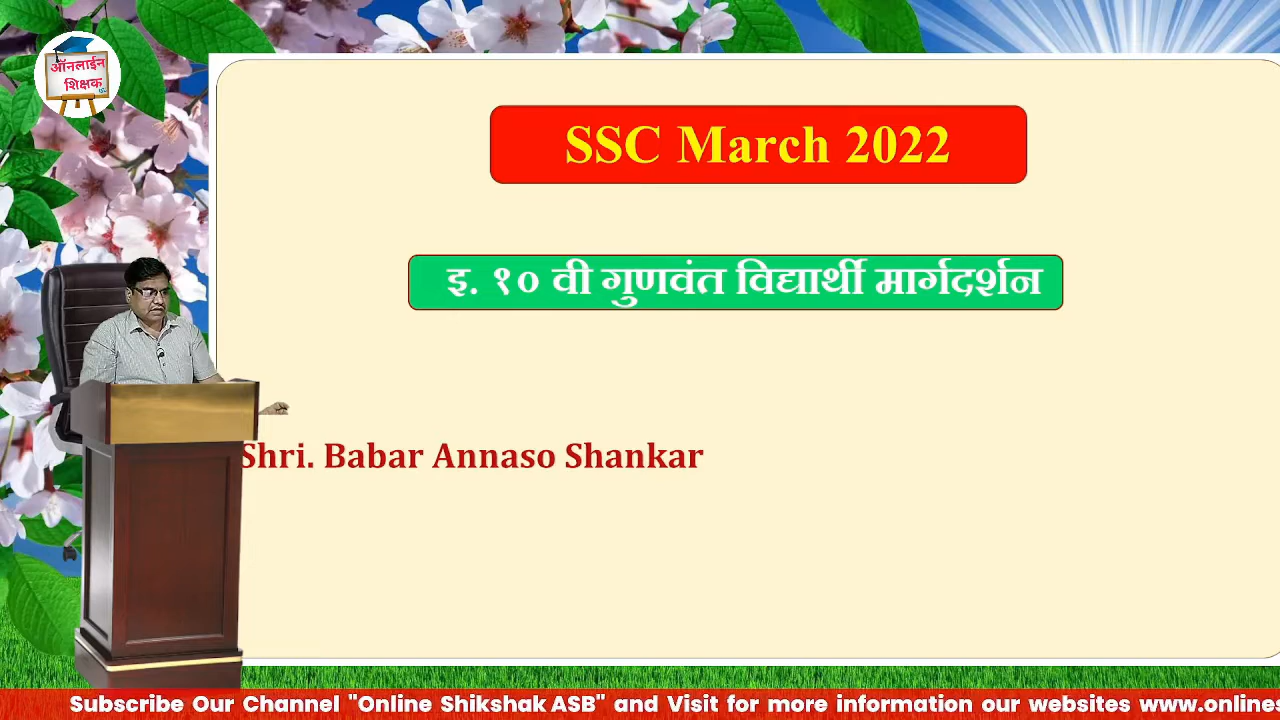 ऑनलाईन
शिक्षक
SSC March 2022
इ. १० वी गुणवंत विद्यार्थी मार्गदर्शन
Shri. Babar Annaso Shankar
Subscribe Our Channel "Online Shikshak ASB" and Visit for more information our websites www.onlines